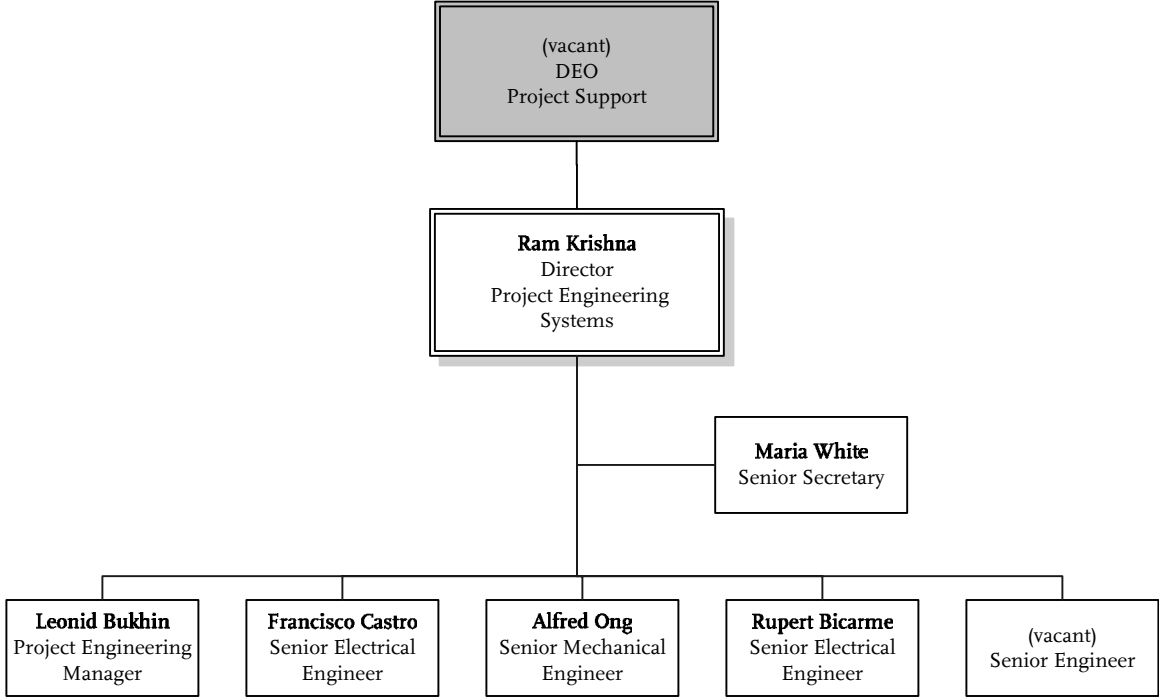 (vacant)
DEO
Project Support
Ram Krishna
Director
Project Engineering
Systems
Maria White
Senior Secretary
Leonid Bukhin
Project Engineering
Manager
Francisco Castro
Senior Electrical
Engineer
Alfred Ong
Senior Mechanical
Engineer
Rupert Bicarme
Senior Electrical
Engineer
(vacant)
Senior Engineer